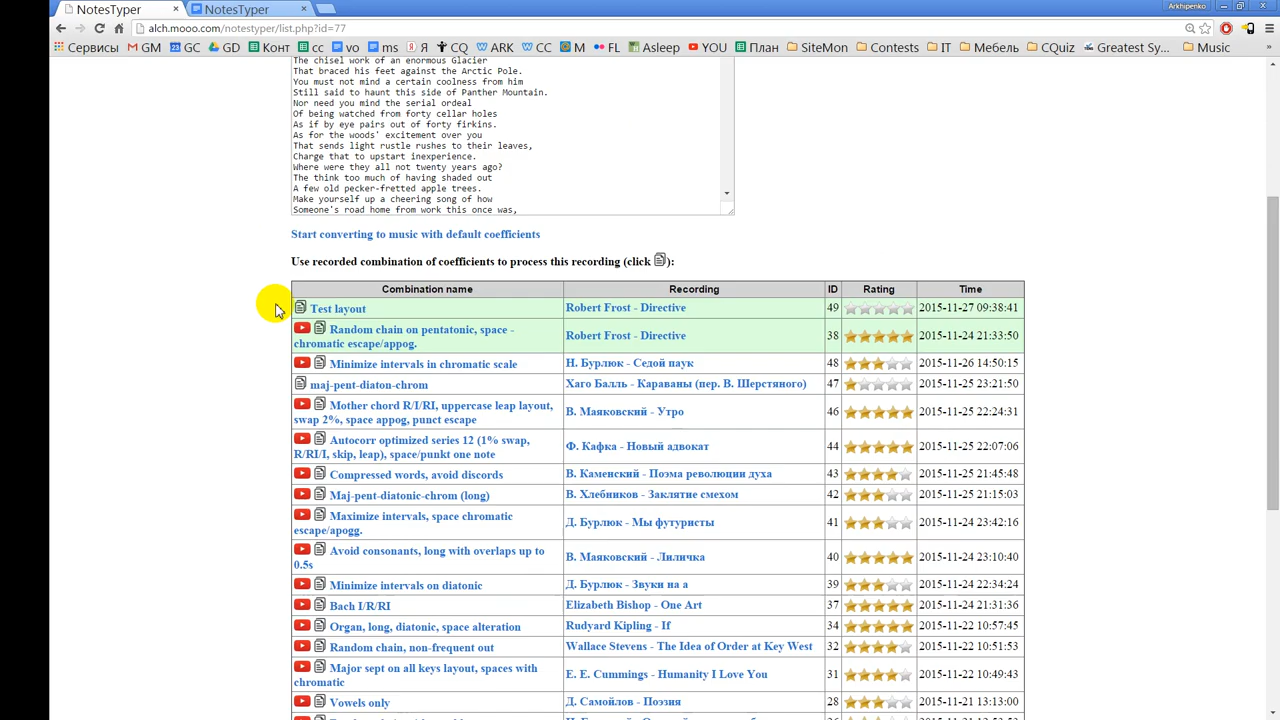 NotesTyper × NotesTyper × Arkhipenko
alch.mooo.com/notestyper/list.php?id=77
Сервисы GM GC GD Конт cc vo ms Я CQ ARK CC M FL Asleep YOU План SiteMon Contests IT Мебель CQuiz Greatest Sy... Music
The chisel work of an enormous Glacier
That braced his feet against the Arctic Pole.
You must not mind a certain coolness from him
Still said to haunt this side of Panther Mountain.
Nor need you mind the serial ordeal
Of being watched from forty cellar holes
As if by eye pairs out of forty firkins.
As for the woods' excitement over you
That sends light rustle rushes to their leaves,
Charge that to upstart inexperience.
Where were they all not twenty years ago?
The think too much of having shaded out
A few old pecker-fretted apple trees.
Make yourself up a cheering song of how
Someone's road home from work this once was,
Start converting to music with default coefficients
Use recorded combination of coefficients to process this recording (click ):
Combination name Recording ID Rating Time
Test layout Robert Frost - Directive 49 2015-11-27 09:38:41
Random chain on pentatonic, space -
chromatic escape/appog. Robert Frost - Directive 38 2015-11-24 21:33:50
Minimize intervals in chromatic scale Н. Бурлюк - Седой паук 48 2015-11-26 14:50:15
maj-pent-diaton-chrom Хаго Балль - Караваны (пер. В. Шерстяного) 47 2015-11-25 23:21:50
Mother chord R/I/RI, uppercase leap layout,
swap 2%, space appog, punct escape В. Маяковский - Утро 46 2015-11-25 22:24:31
Autocorr optimized series 12 (1% swap,
R/RI/I, skip, leap), space/punkt one note Ф. Кафка - Новый адвокат 44 2015-11-25 22:07:06
Compressed words, avoid discords В. Каменский - Поэма революции духа 43 2015-11-25 21:45:48
Maj-pent-diatonic-chrom (long) В. Хлебников - Заклятие смехом 42 2015-11-25 21:15:03
Maximize intervals, space chromatic
escape/apogg. Д. Бурлюк - Мы футуристы 41 2015-11-24 23:42:16
Avoid consonants, long with overlaps up to
0.5s В. Маяковский - Лиличка 40 2015-11-24 23:10:40
Minimize intervals on diatonic Д. Бурлюк - Звуки на а 39 2015-11-24 22:34:24
Bach I/R/RI Elizabeth Bishop - One Art 37 2015-11-24 21:31:36
Organ, long, diatonic, space alteration Rudyard Kipling - If 34 2015-11-22 10:57:45
Random chain, non-frequent out Wallace Stevens - The Idea of Order at Key West 32 2015-11-22 10:51:53
Major sept on all keys layout, spaces with
chromatic E. E. Cummings - Humanity I Love You 31 2015-11-22 10:49:43
Vowels only Д. Самойлов - Поэзия 28 2015-11-21 13:13:00